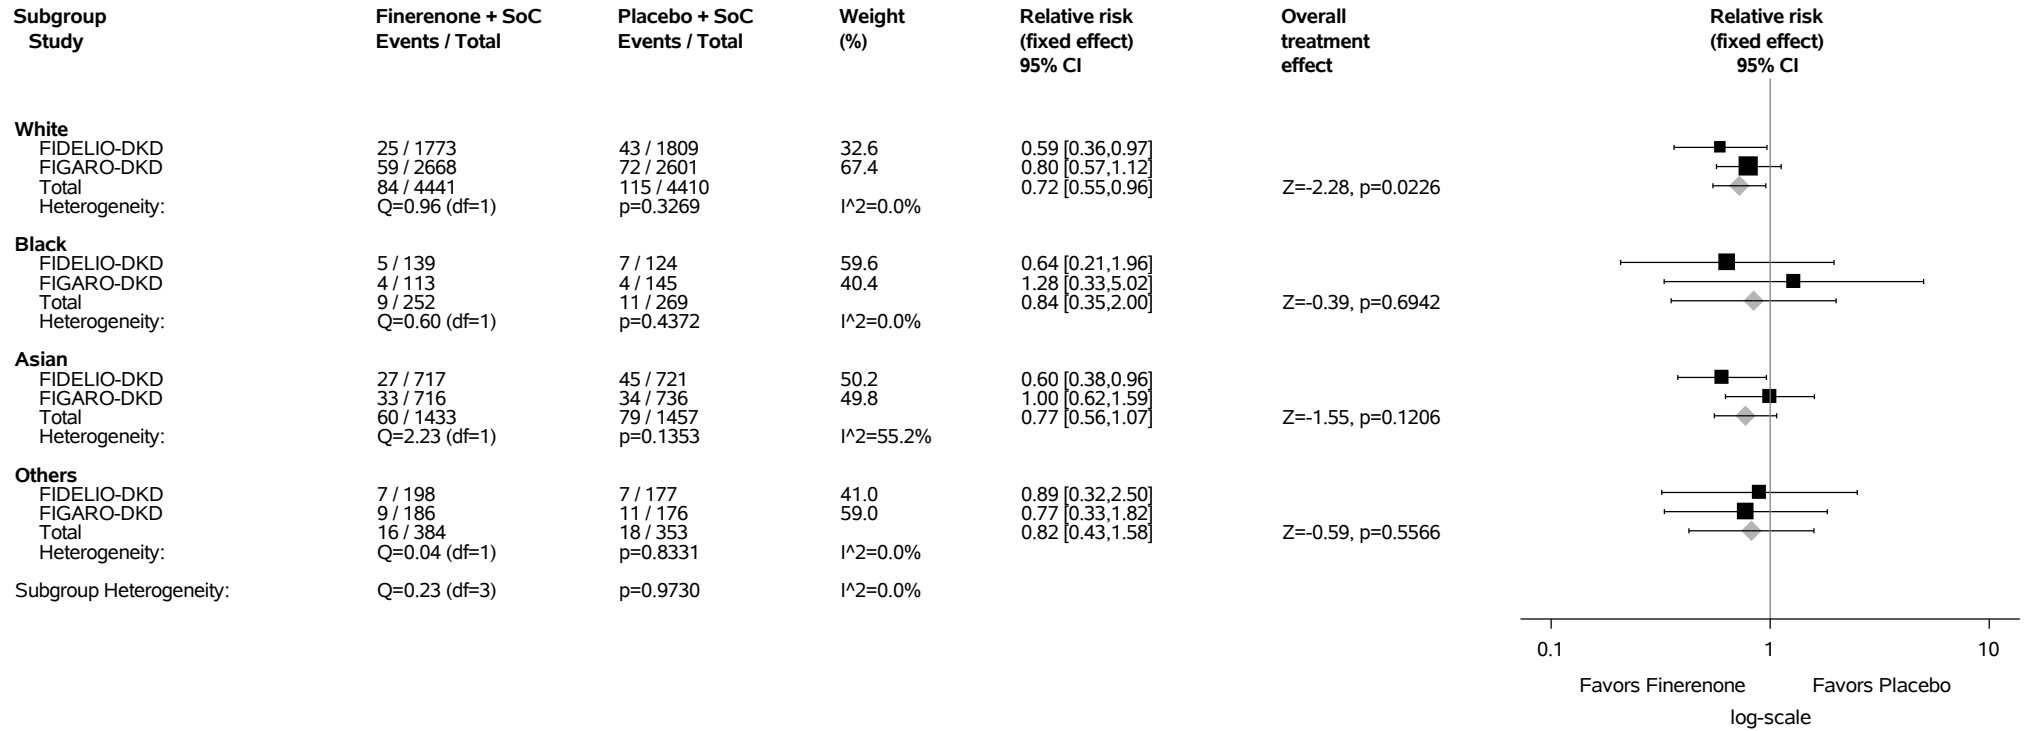 Subgroup Finerenone + SoC Placebo + SoC Weight Relative risk Overall Relative risk
Study Events / Total Events / Total (%) (fixed effect) treatment (fixed effect)
95% CI effect 95% CI
White
FIDELIO-DKD 25 / 1773 43 / 1809 32.6 0.59 [0.36,0.97]
FIGARO-DKD 59 / 2668 72 / 2601 67.4 0.80 [0.57,1.12]
Total 84 / 4441 115 / 4410 0.72 [0.55,0.96] Z=-2.28, p=0.0226
Heterogeneity: Q=0.96 (df=1) p=0.3269 I^2=0.0%
Black
FIDELIO-DKD 5 / 139 7 / 124 59.6 0.64 [0.21,1.96]
FIGARO-DKD 4 / 113 4 / 145 40.4 1.28 [0.33,5.02]
Total 9 / 252 11 / 269 0.84 [0.35,2.00] Z=-0.39, p=0.6942
Heterogeneity: Q=0.60 (df=1) p=0.4372 I^2=0.0%
Asian
FIDELIO-DKD 27 / 717 45 / 721 50.2 0.60 [0.38,0.96]
FIGARO-DKD 33 / 716 34 / 736 49.8 1.00 [0.62,1.59]
Total 60 / 1433 79 / 1457 0.77 [0.56,1.07] Z=-1.55, p=0.1206
Heterogeneity: Q=2.23 (df=1) p=0.1353 I^2=55.2%
Others
FIDELIO-DKD 7 / 198 7 / 177 41.0 0.89 [0.32,2.50]
FIGARO-DKD 9 / 186 11 / 176 59.0 0.77 [0.33,1.82]
Total 16 / 384 18 / 353 0.82 [0.43,1.58] Z=-0.59, p=0.5566
Heterogeneity: Q=0.04 (df=1) p=0.8331 I^2=0.0%
Subgroup Heterogeneity: Q=0.23 (df=3) p=0.9730 I^2=0.0%
0.1 1 10
Favors Finerenone Favors Placebo
log-scale